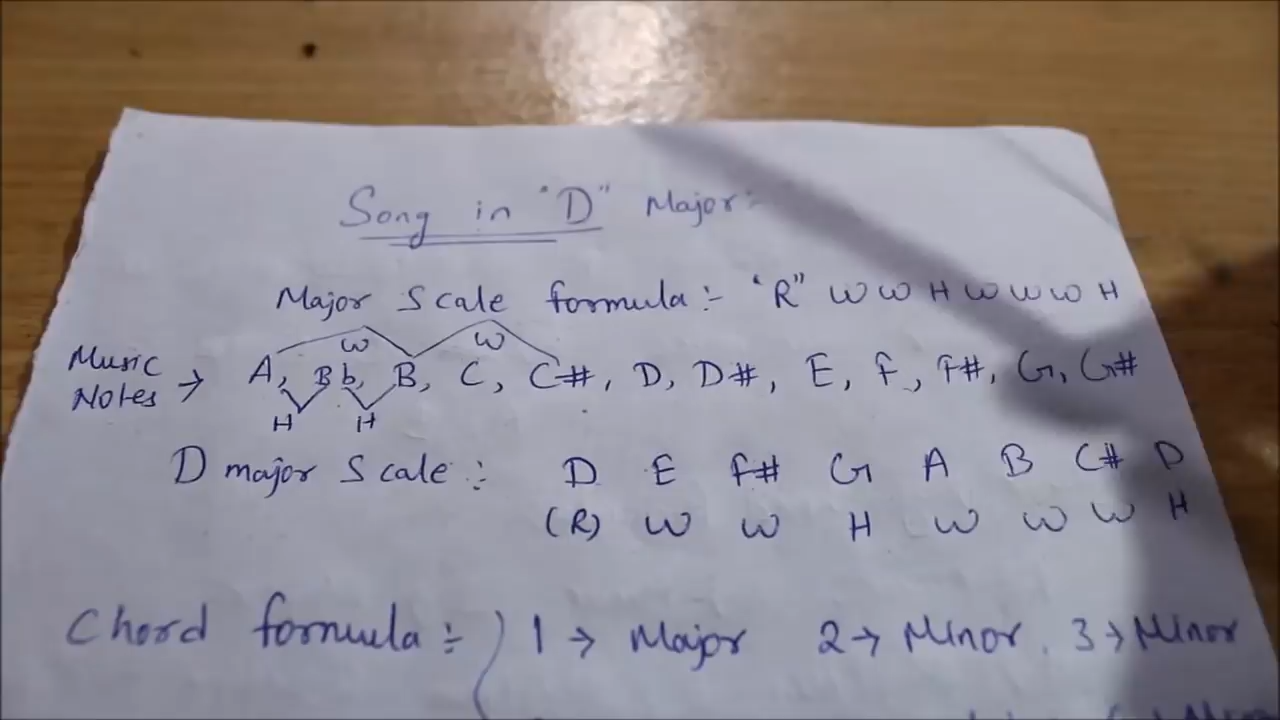 Song in "D" Major:-
Major Scale formula :- "R" W W H W W W H
W W
Music Notes → A, Bb, B, C, C#, D, D#, E, F, F#, G, G#
H H
D major Scale :- D E F# G A B C# D
(R) W W H W W W H
Chord formula :- 1 → Major 2 → Minor. 3 → Minor